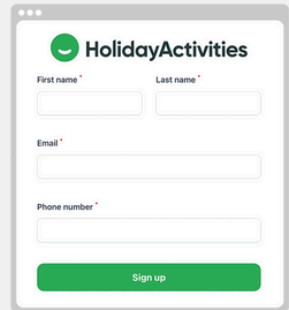 HolidayActivities
First name * Last name *
Email *
Phone number *
Sign up